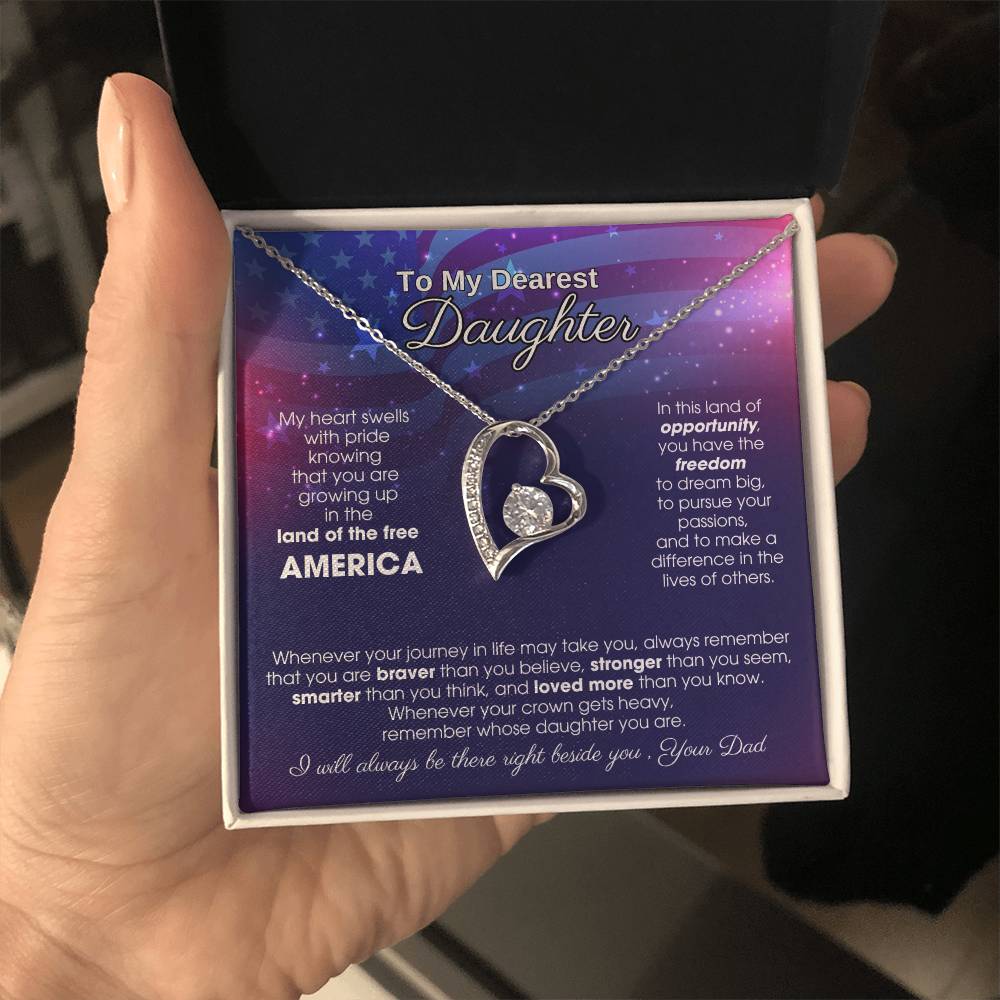 To My Dearest
Daughter
My heart swells
with pride
knowing
that you are
growing up
in the
land of the free
AMERICA
In this land of
opportunity,
you have the
freedom
to dream big,
to pursue your
passions,
and to make a
difference in the
lives of others.
Whenever your journey in life may take you, always remember
that you are braver than you believe, stronger than you seem,
smarter than you think, and loved more than you know.
Whenever your crown gets heavy,
remember whose daughter you are.
I will always be there right beside you , Your Dad